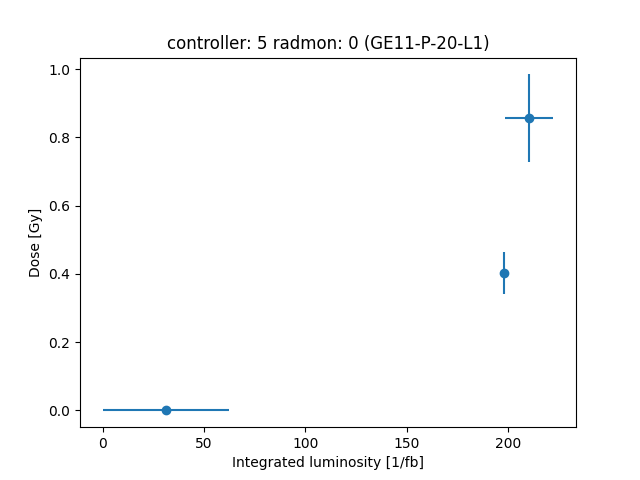 controller: 5 radmon: 0 (GE11-P-20-L1)
1.0
0.8
0.6
0.4
0.2
0.0
Dose [Gy]
0 50 100 150 200
Integrated luminosity [1/fb]